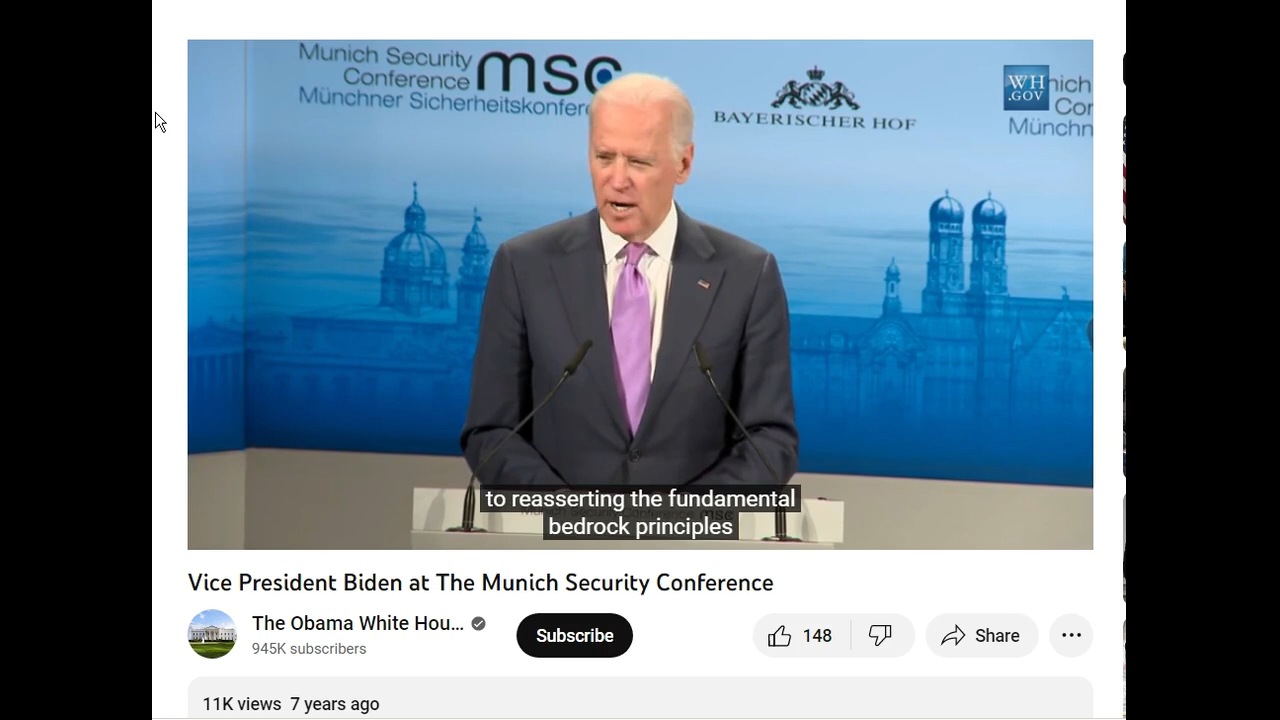 Munich Security
Conference
Münchner Sicherheitskonfere
msc
BAYERISCHER HOF
WH
.GOV
nich
Cor
Münchn
to reasserting the fundamental
bedrock principles
Vice President Biden at The Munich Security Conference
The Obama White Hou...
945K subscribers
Subscribe
148
Share
11K views 7 years ago